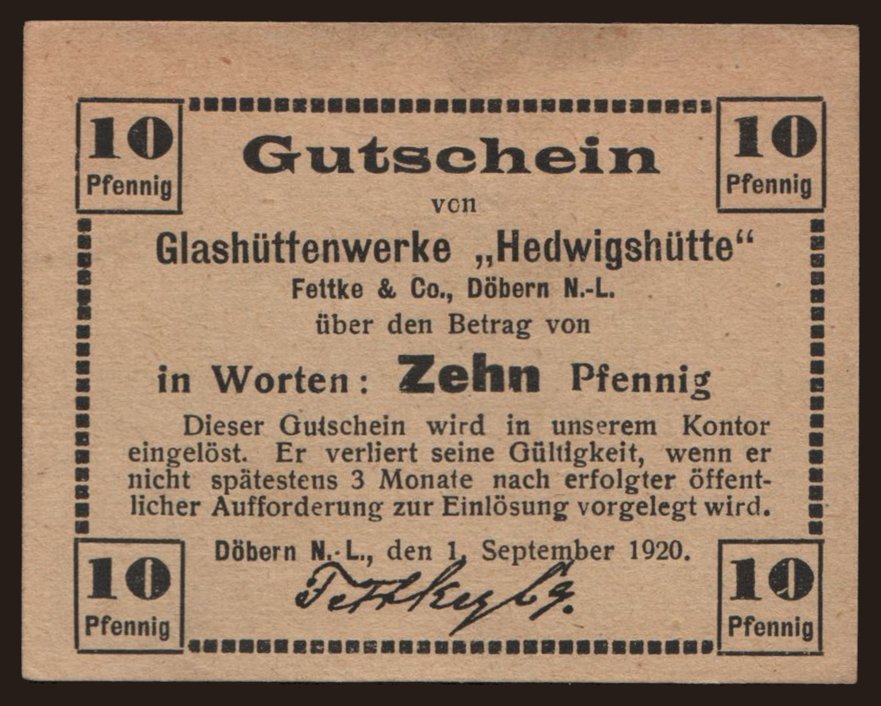 10 Pfennig
10 Pfennig
Gutschein
von
Glashüttenwerke „Hedwigshütte“
Fettke & Co., Döbern N.-L.
über den Betrag von
in Worten: Zehn Pfennig
Dieser Gutschein wird in unserem Kontor
eingelöst. Er verliert seine Gültigkeit, wenn er
nicht spätestens 3 Monate nach erfolgter öffent-
licher Aufforderung zur Einlösung vorgelegt wird.
Döbern N.-L., den 1. September 1920.
10 Pfennig
10 Pfennig